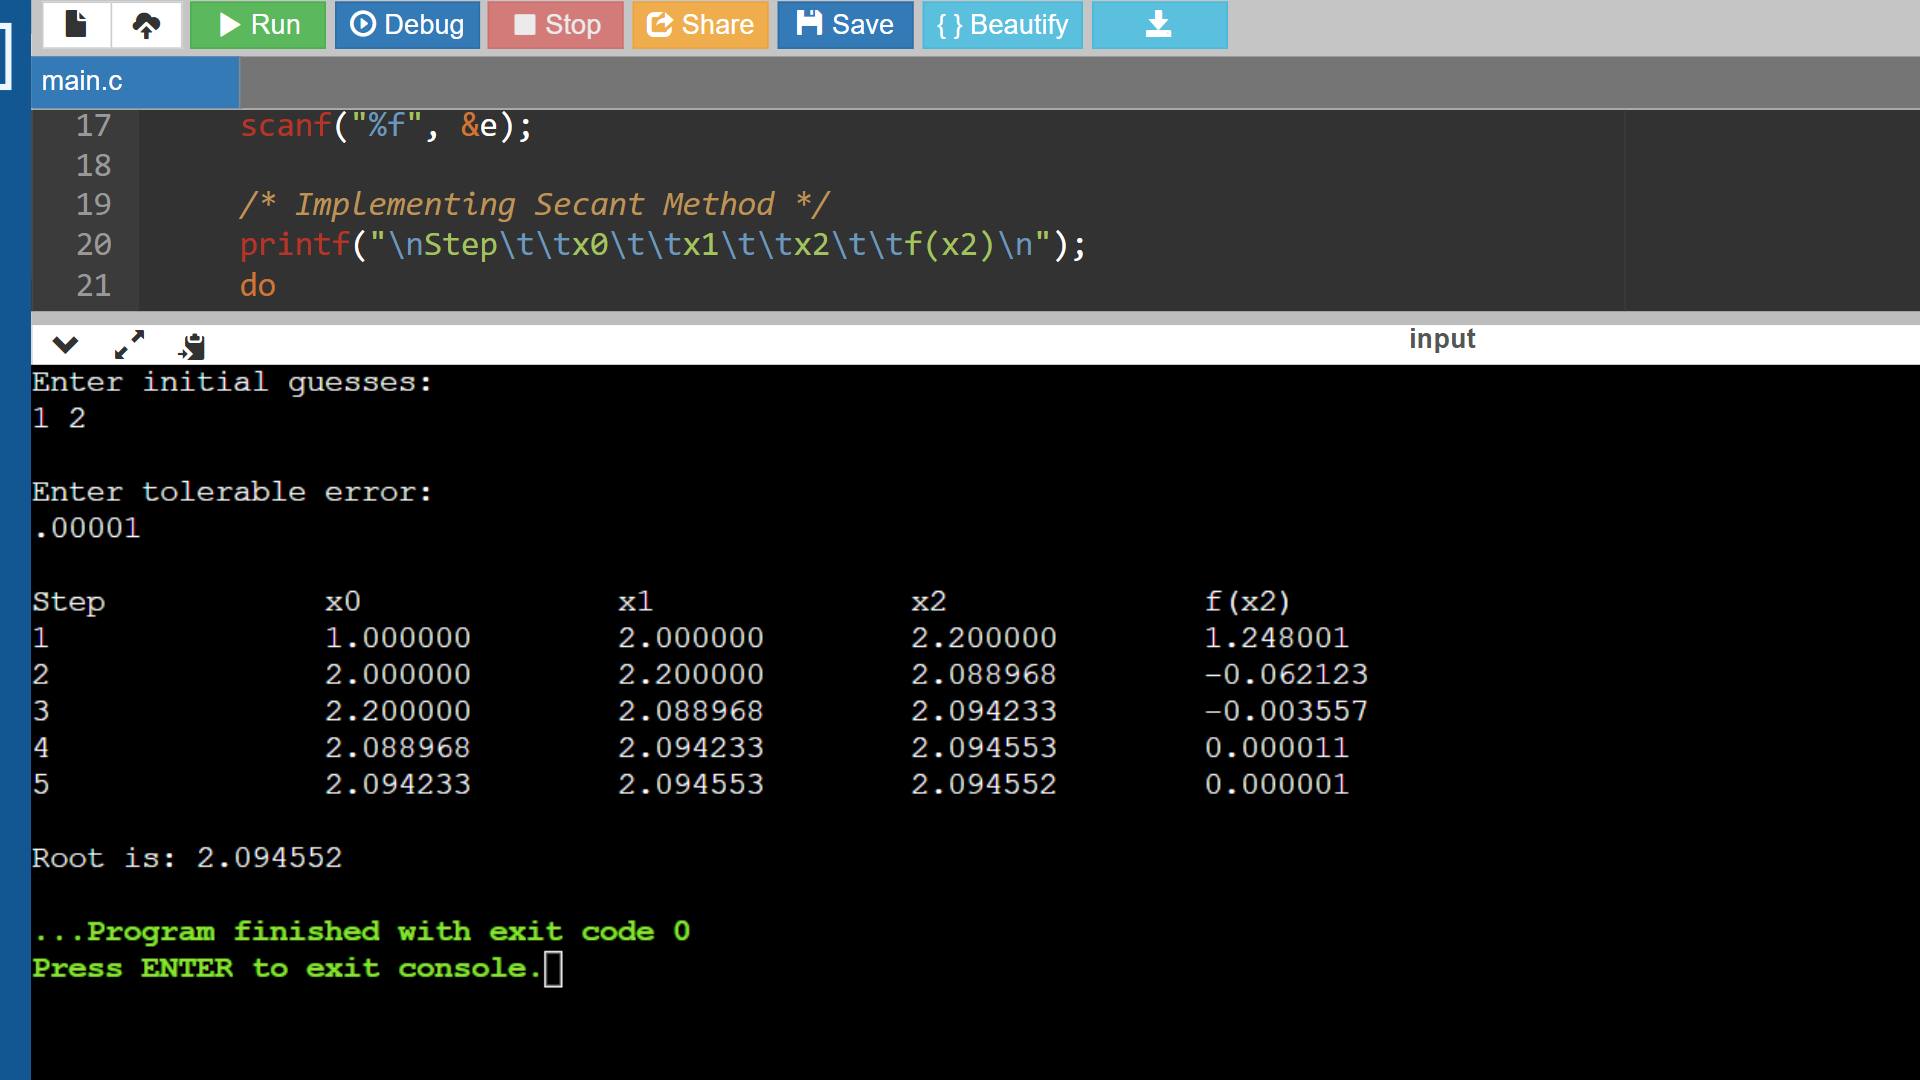 Run Debug Stop Share Save { } Beautify
main.c
17 scanf("%f", &e);
18
19 /* Implementing Secant Method */
20 printf("\nStep\t\tx0\t\tx1\t\tx2\t\tf(x2)\n");
21 do
input
Enter initial guesses:
1 2
Enter tolerable error:
.00001
Step x0 x1 x2 f(x2)
1 1.000000 2.000000 2.200000 1.248001
2 2.000000 2.200000 2.088968 -0.062123
3 2.200000 2.088968 2.094233 -0.003557
4 2.088968 2.094233 2.094553 0.000011
5 2.094233 2.094553 2.094552 0.000001
Root is: 2.094552
...Program finished with exit code 0
Press ENTER to exit console.